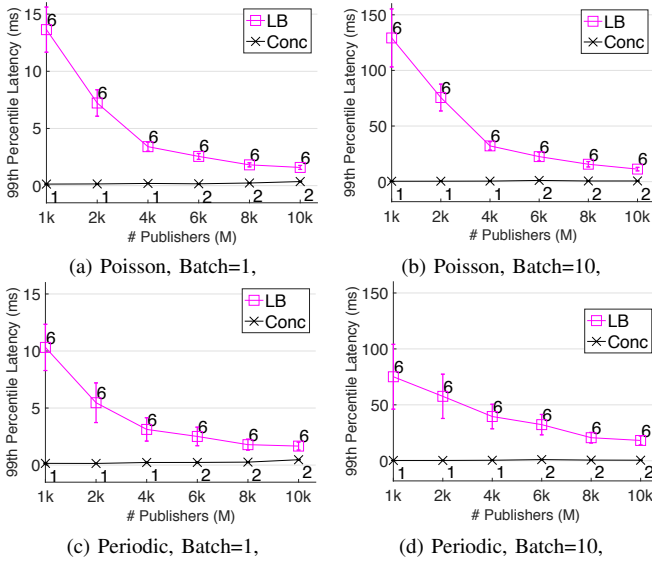 99th Percentile Latency (ms)
15
10
5
0
6
6
6
6
6
6
LB
Conc
1
1
1
2
2
2
1k 2k 4k 6k 8k 10k
# Publishers (M)
(a) Poisson, Batch=1,
99th Percentile Latency (ms)
150
100
50
0
6
6
6
6
6
6
LB
Conc
1
1
1
2
2
2
1k 2k 4k 6k 8k 10k
# Publishers (M)
(b) Poisson, Batch=10,
99th Percentile Latency (ms)
15
10
5
0
6
6
6
6
6
6
LB
Conc
1
1
1
2
2
2
1k 2k 4k 6k 8k 10k
# Publishers (M)
(c) Periodic, Batch=1,
99th Percentile Latency (ms)
150
100
50
0
6
6
6
6
6
6
LB
Conc
1
1
1
2
2
2
1k 2k 4k 6k 8k 10k
# Publishers (M)
(d) Periodic, Batch=10,